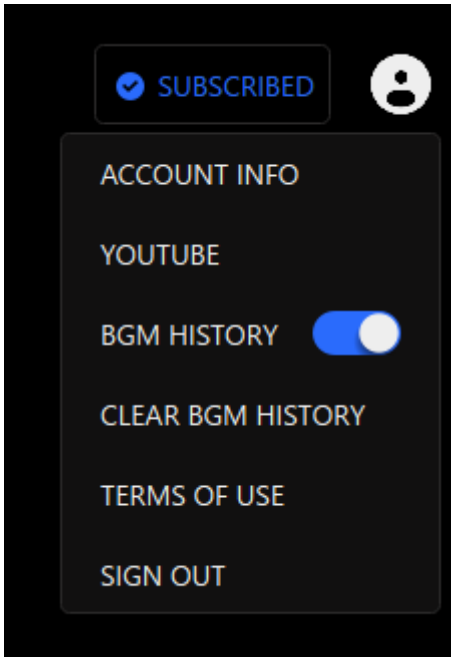 SUBSCRIBED
ACCOUNT INFO
YOUTUBE
BGM HISTORY
CLEAR BGM HISTORY
TERMS OF USE
SIGN OUT